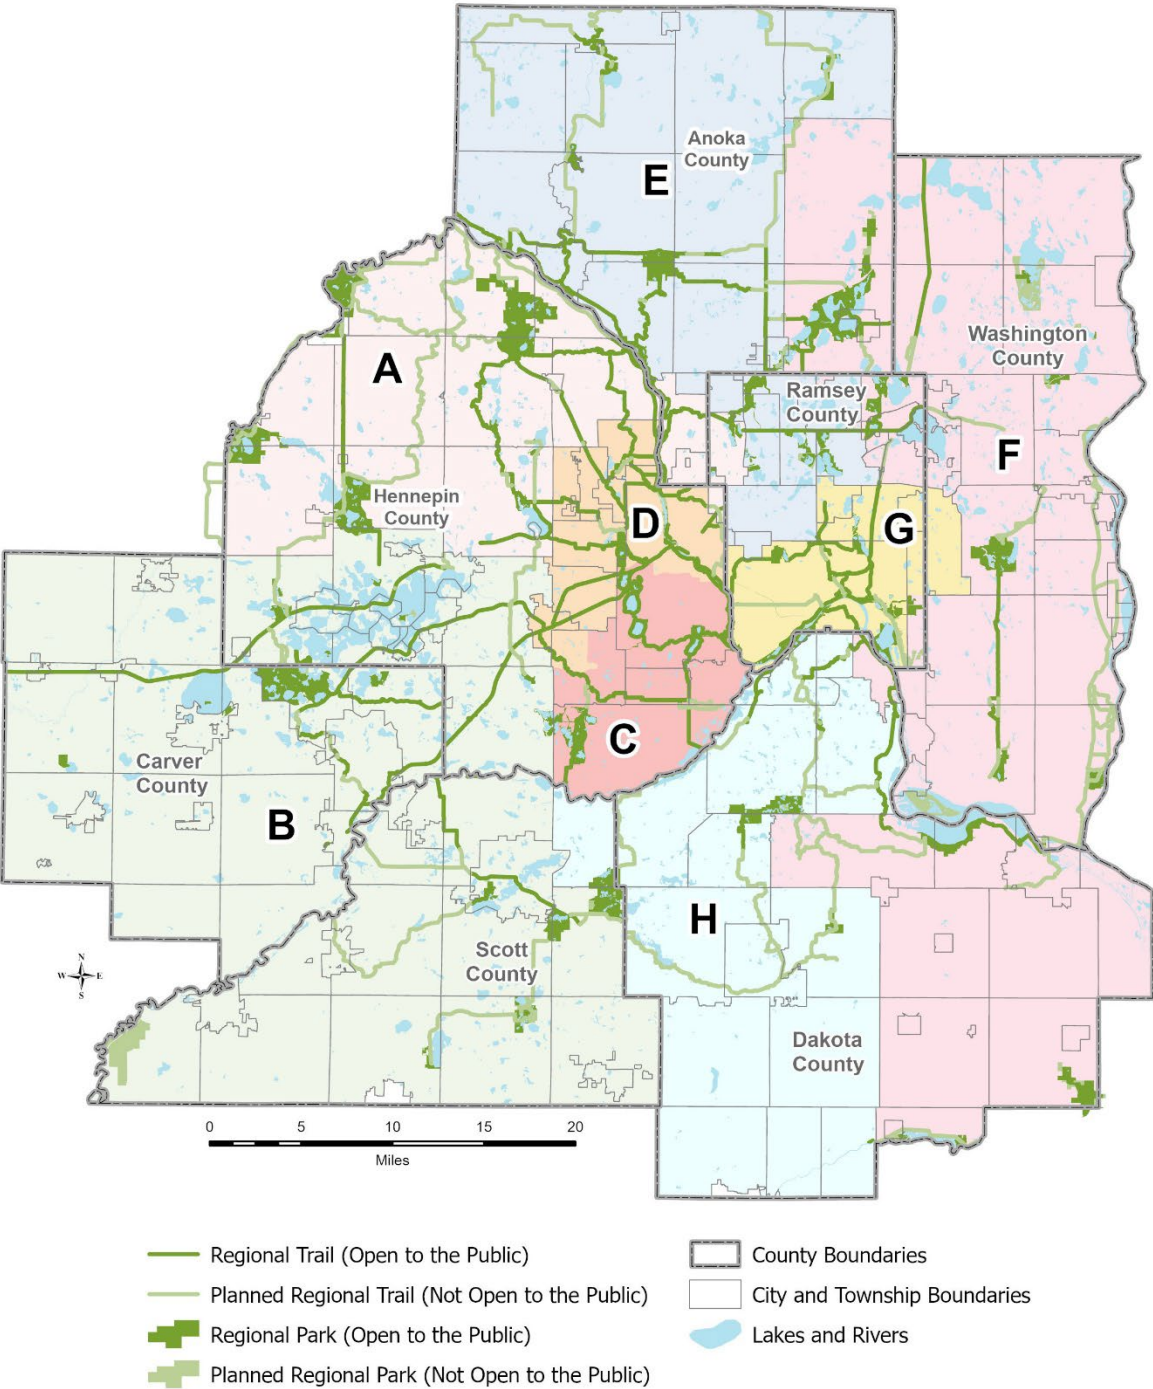 Anoka
County
E
Washington
County
A
Ramsey
County
F
Hennepin
County
D
G
C
Carver
County
B
H
Scott
County
N
W
E
S
Dakota
County
0 5 10 15 20
Miles
Regional Trail (Open to the Public)
Planned Regional Trail (Not Open to the Public)
Regional Park (Open to the Public)
Planned Regional Park (Not Open to the Public)
County Boundaries
City and Township Boundaries
Lakes and Rivers